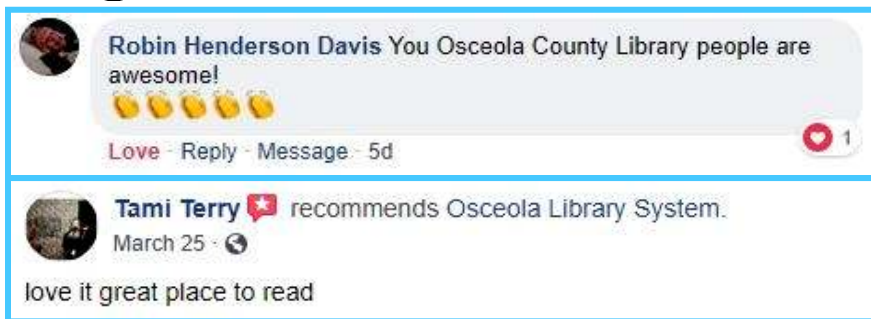 Robin Henderson Davis You Osceola County Library people are
awesome!
👏👏👏👏👏
1
Love · Reply · Message · 5d
Tami Terry recommends Osceola Library System.
March 25 ·
love it great place to read